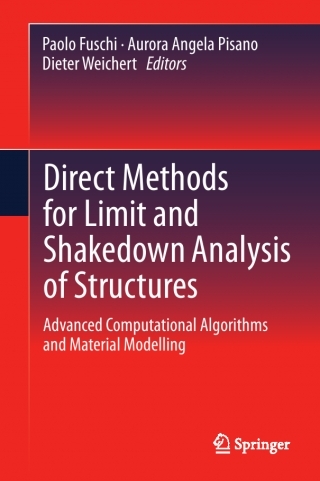 Paolo Fuschi · Aurora Angela Pisano
Dieter Weichert Editors
Direct Methods
for Limit and
Shakedown Analysis
of Structures
Advanced Computational Algorithms
and Material Modelling
Springer